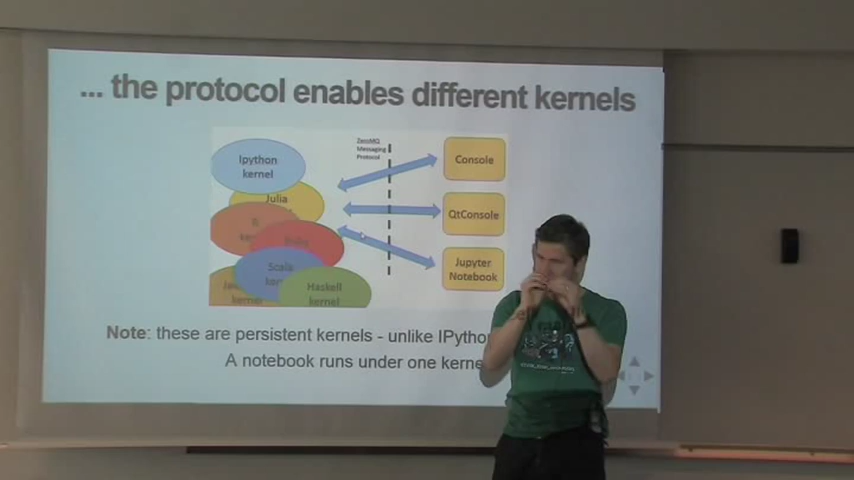 ... the protocol enables different kernels
ZeroMQ
Messaging
Protocol
Ipython
kernel
Console
Julia
QtConsole
Scala
Haskell
kernel
kernel
Jupyter
Notebook
Note: these are persistent kernels - unlike IPytho
A notebook runs under one kerne